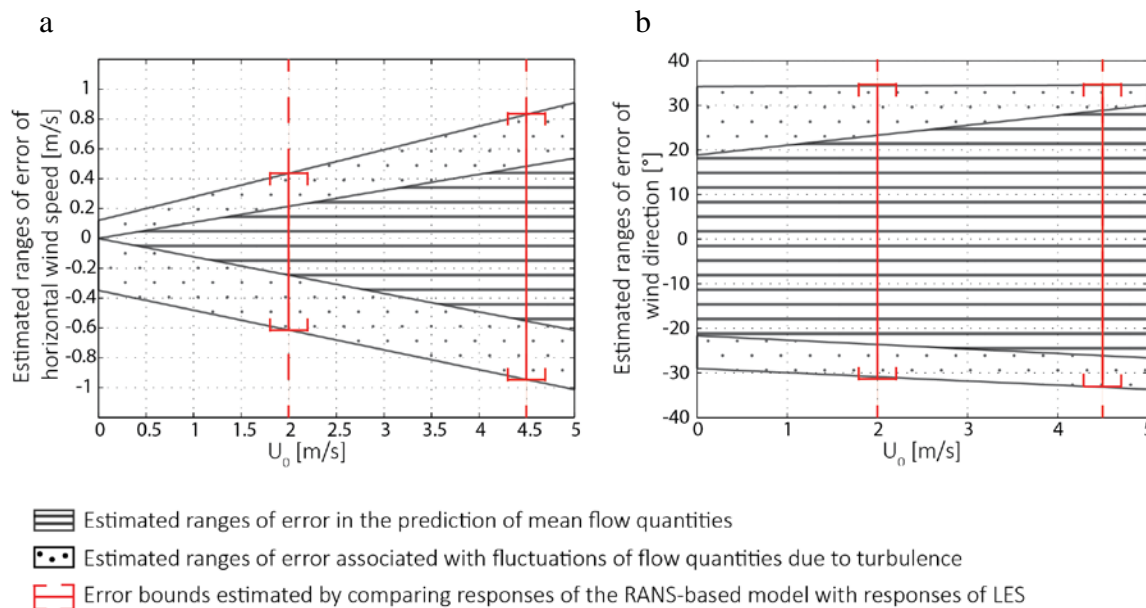 a
b
Estimated ranges of error of
horizontal wind speed [m/s]
1
0.8
0.6
0.4
0.2
0
-0.2
-0.4
-0.6
-0.8
-1
0 0.5 1 1.5 2 2.5 3 3.5 4 4.5 5
U₀ [m/s]
Estimated ranges of error of
wind direction [°]
40
30
20
10
0
-10
-20
-30
-40
0 1 2 3 4 5
U₀ [m/s]
Estimated ranges of error in the prediction of mean flow quantities
Estimated ranges of error associated with fluctuations of flow quantities due to turbulence
Error bounds estimated by comparing responses of the RANS-based model with responses of LES